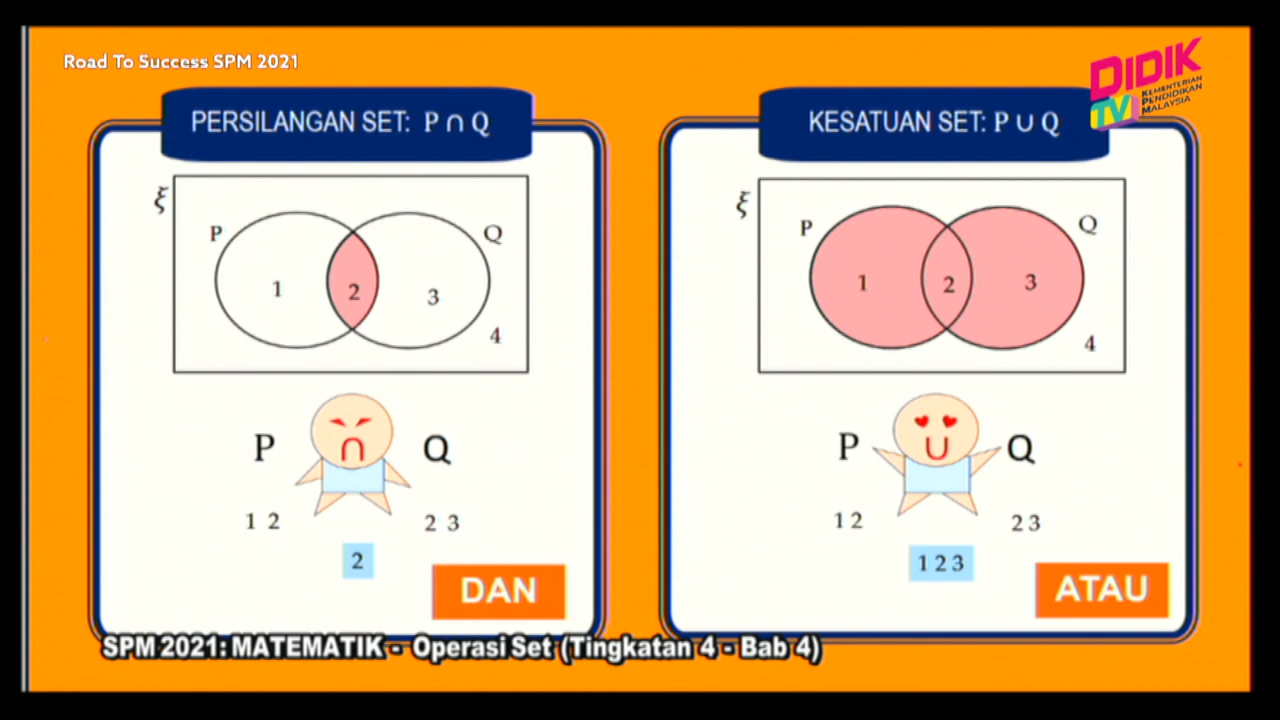 Road To Success SPM 2021
DIDIK
TV
KEMENTERIAN
PENDIDIKAN
MALAYSIA
PERSILANGAN SET: P ∩ Q
ξ
P
Q
1
2
3
4
P
∩
Q
1 2
2 3
2
DAN
KESATUAN SET: P ∪ Q
ξ
P
Q
1
2
3
4
P
U
Q
1 2
2 3
1 2 3
ATAU
SPM 2021: MATEMATIK - Operasi Set (Tingkatan 4 - Bab 4)